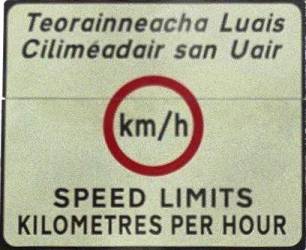 Teorainneacha Luais
Ciliméadair san Uair
km/h
SPEED LIMITS
KILOMETRES PER HOUR